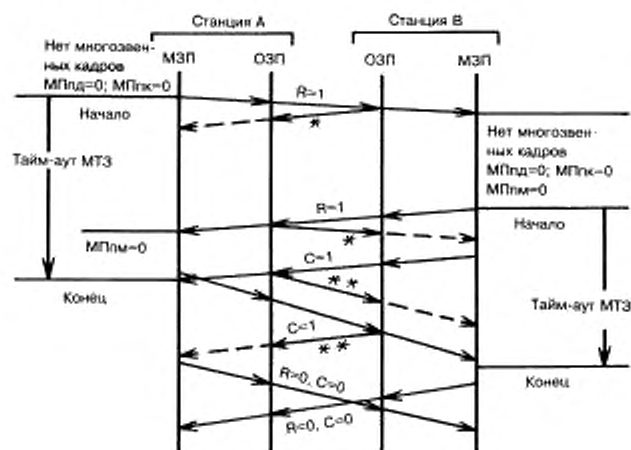 Станция А
Станция В
Нет многозвен-
ных кадров
МПпд=0; МПпк=0
МЗП
ОЗП
ОЗП
МЗП
R=1
*
Начало
Тайм-аут МТЗ
Нет многозвен-
ных кадров
МПпд=0; МПпк=0
МПпм=0
R=1
*
Начало
МПпм=0
C=1
**
Конец
Тайм-аут МТЗ
C=1
**
R=0, C=0
Конец
R=0, C=0